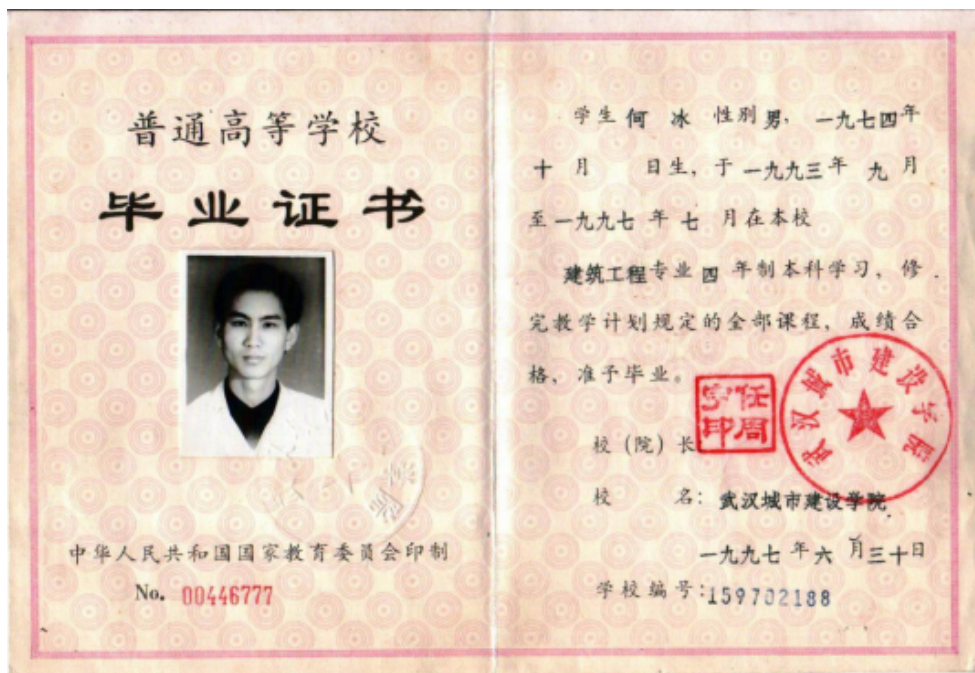 普通高等学校
毕业证书
中华人民共和国国家教育委员会印制
No. 00446777
学生 何 冰 性别 男， 一九七四年
十 月 日生，于 一九九三年 九 月
至一九九七 年 七 月在本校
建筑工程专业 四 年制本科学习，修
完教学计划规定的全部课程，成绩合
格，准予毕业。
校（院）长
任周
印
武汉城市建设学院
校 名：武汉城市建设学院
一九九七 年 六 月三十日
学校编号：159702188